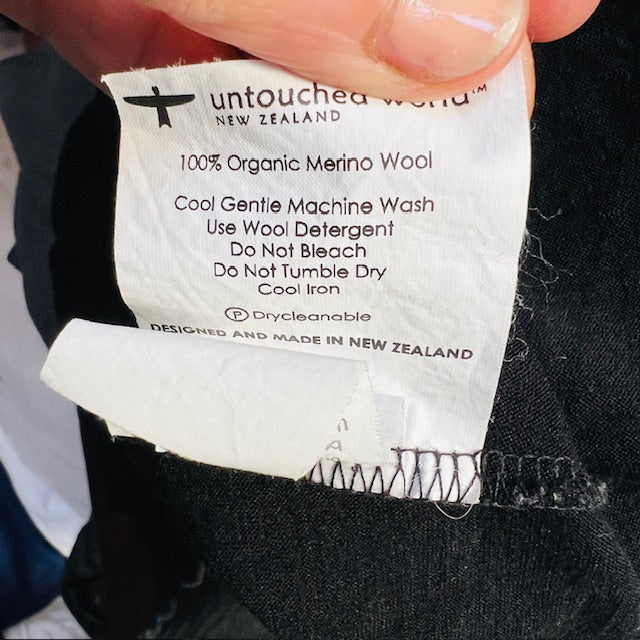 untouched world™
NEW ZEALAND
100% Organic Merino Wool
Cool Gentle Machine Wash
Use Wool Detergent
Do Not Bleach
Do Not Tumble Dry
Cool Iron
Ⓟ Drycleanable
DESIGNED AND MADE IN NEW ZEALAND